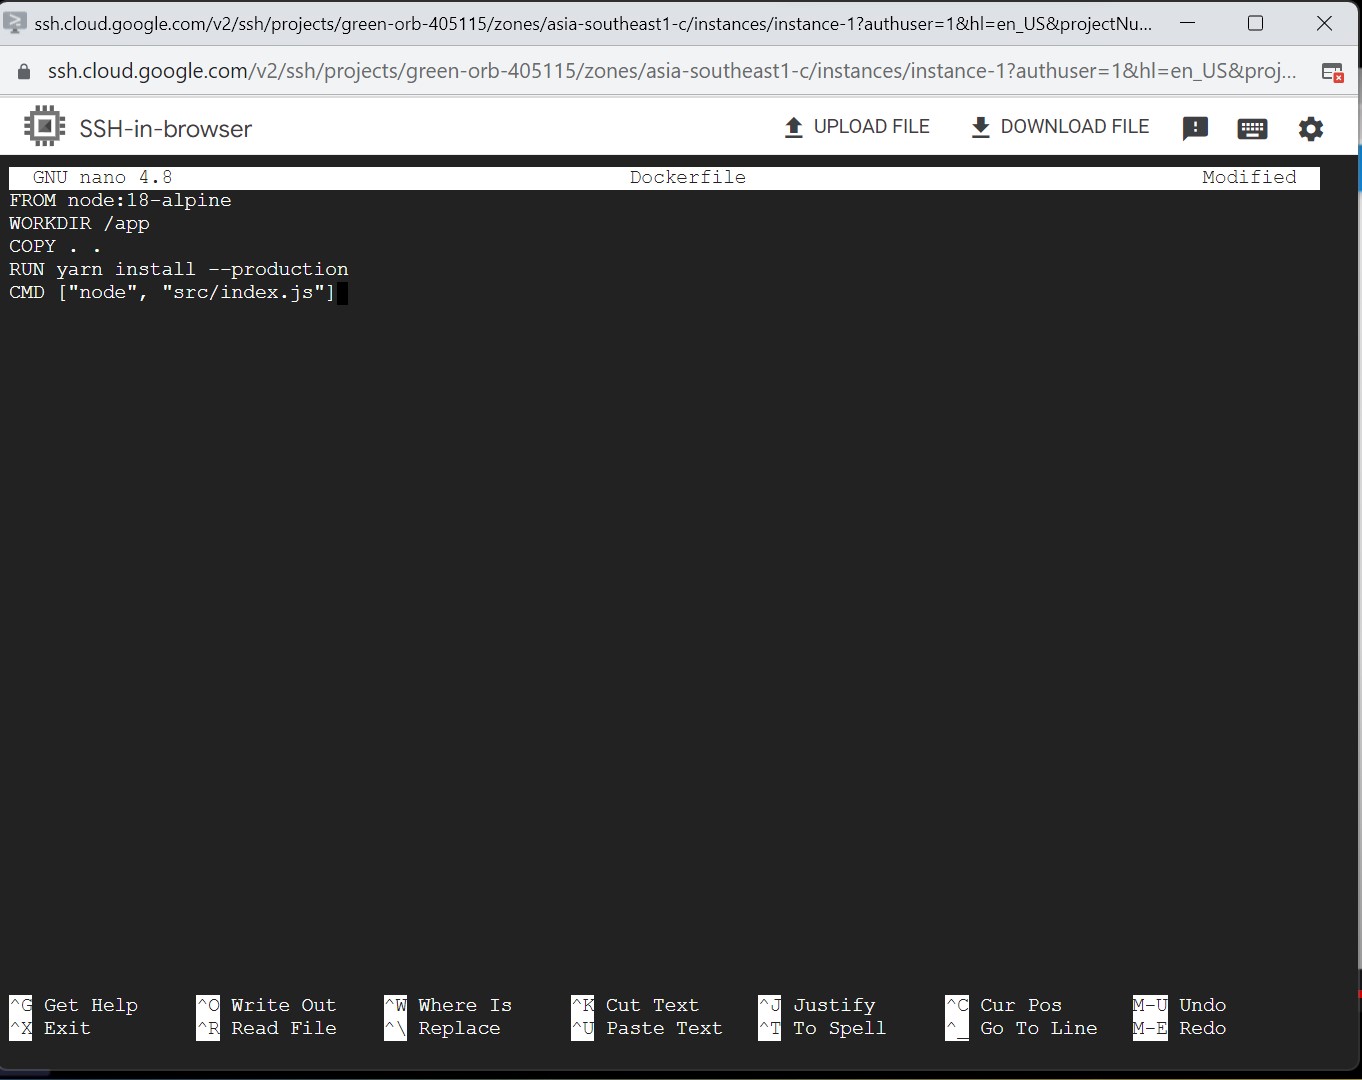 ssh.cloud.google.com/v2/ssh/projects/green-orb-405115/zones/asia-southeast1-c/instances/instance-1?authuser=1&hl=en_US&projectNu...
ssh.cloud.google.com/v2/ssh/projects/green-orb-405115/zones/asia-southeast1-c/instances/instance-1?authuser=1&hl=en_US&proj...
SSH-in-browser UPLOAD FILE DOWNLOAD FILE
GNU nano 4.8 Dockerfile Modified
FROM node:18-alpine
WORKDIR /app
COPY . .
RUN yarn install --production
CMD ["node", "src/index.js"]
^G Get Help ^O Write Out ^W Where Is ^K Cut Text ^J Justify ^C Cur Pos M-U Undo
^X Exit ^R Read File ^\ Replace ^U Paste Text ^T To Spell ^_ Go To Line M-E Redo